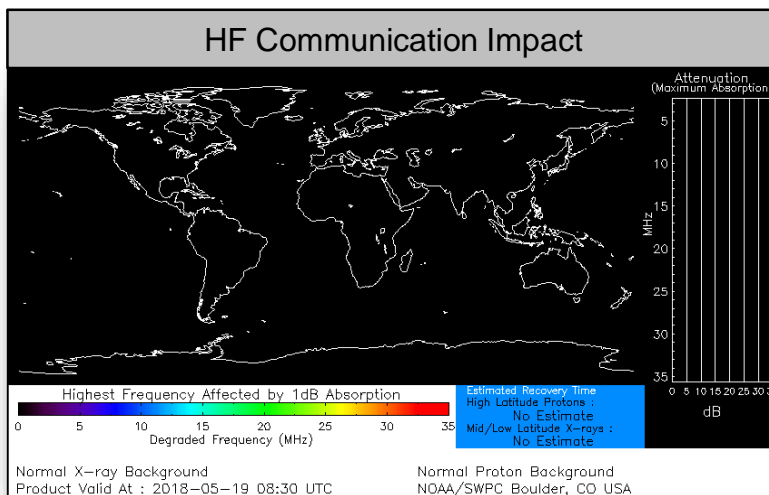 HF Communication Impact
Attenuation
(Maximum Absorption
5
10
15
20
25
30
35
MHz
0 5 10 15 20 25 30 3
dB
Highest Frequency Affected by 1dB Absorption
0 5 10 15 20 25 30 35
Degraded Frequency (MHz)
Estimated Recovery Time
High Latitude Protons :
No Estimate
Mid/Low Latitude X-rays :
No Estimate
Normal X-ray Background
Product Valid At : 2018-05-19 08:30 UTC
Normal Proton Background
NOAA/SWPC Boulder, CO USA